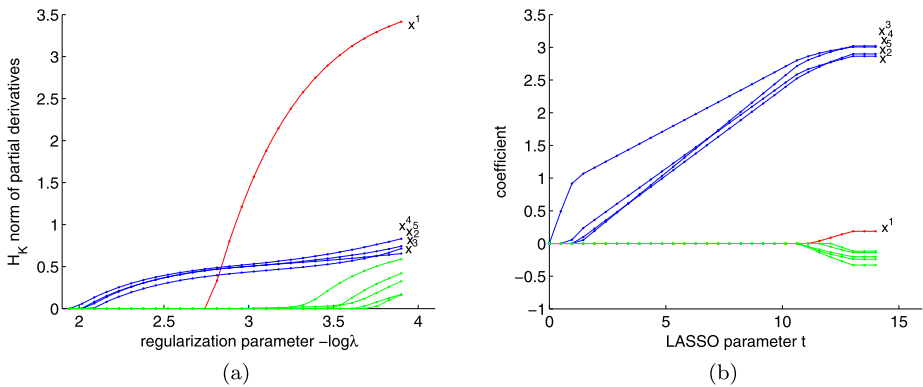 3.5
3
2.5
2
1.5
1
0.5
0
H_K norm of partial derivatives
x^1
x^4
x^5
x^2
x^3
2
2.5
3
3.5
4
regularization parameter −logλ
(a)
3.5
3
2.5
2
1.5
1
0.5
0
−0.5
−1
coefficient
x^3
x^4
x^5
x^2
x^1
0
5
10
15
LASSO parameter t
(b)